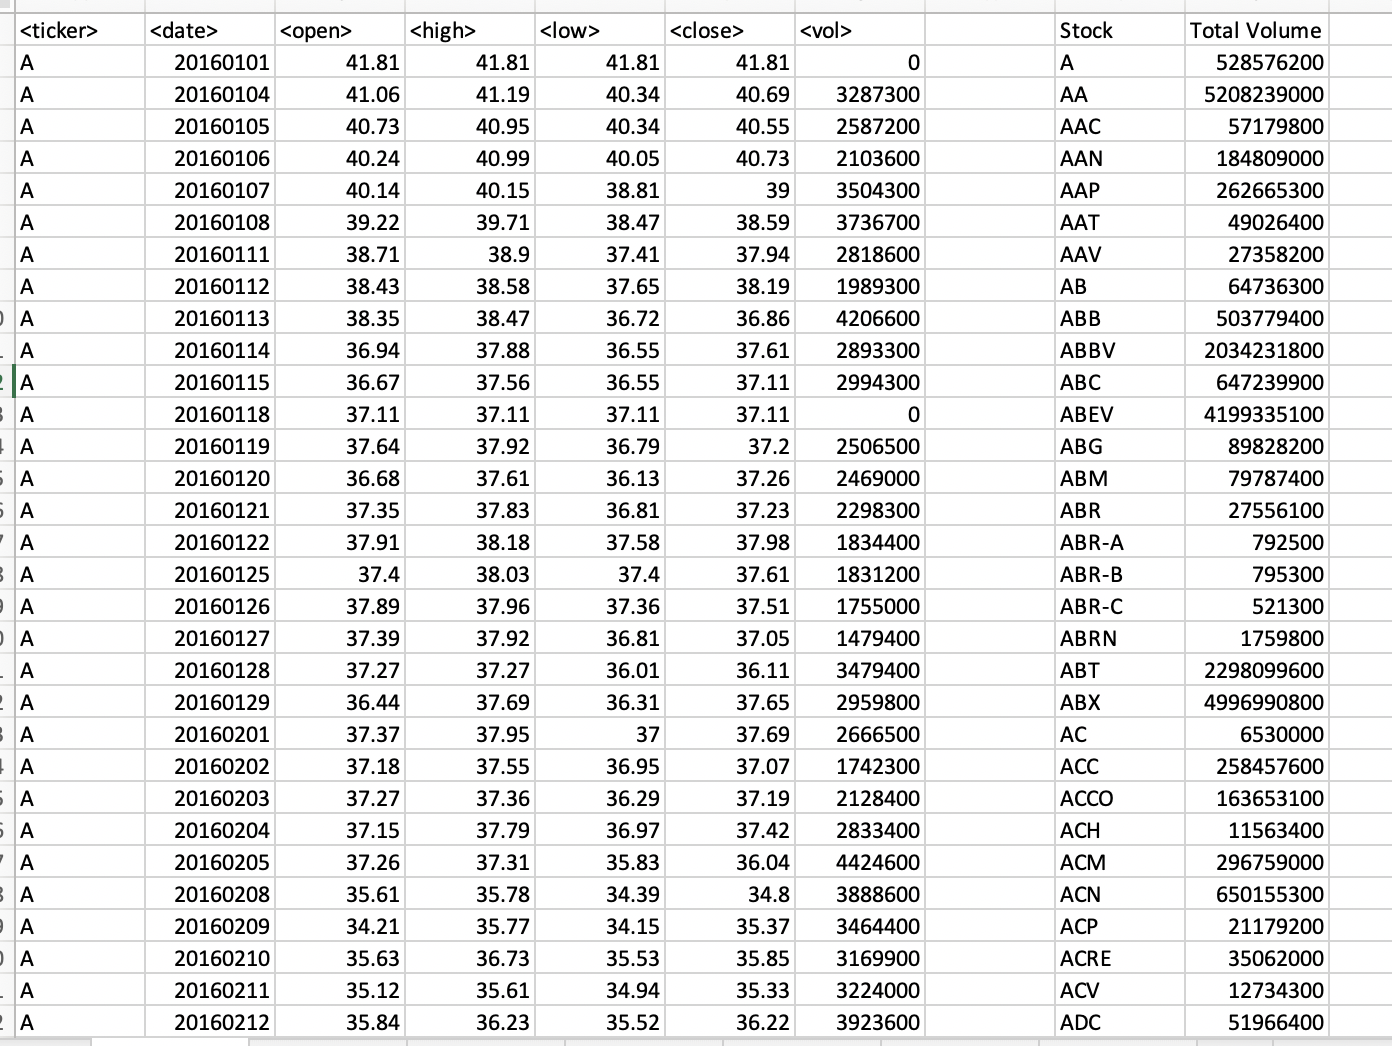 <ticker> <date> <open> <high> <low> <close> <vol> Stock Total Volume
A 20160101 41.81 41.81 41.81 41.81 0 A 528576200
A 20160104 41.06 41.19 40.34 40.69 3287300 AA 5208239000
A 20160105 40.73 40.95 40.34 40.55 2587200 AAC 57179800
A 20160106 40.24 40.99 40.05 40.73 2103600 AAN 184809000
A 20160107 40.14 40.15 38.81 39 3504300 AAP 262665300
A 20160108 39.22 39.71 38.47 38.59 3736700 AAT 49026400
A 20160111 38.71 38.9 37.41 37.94 2818600 AAV 27358200
A 20160112 38.43 38.58 37.65 38.19 1989300 AB 64736300
A 20160113 38.35 38.47 36.72 36.86 4206600 ABB 503779400
A 20160114 36.94 37.88 36.55 37.61 2893300 ABBV 2034231800
A 20160115 36.67 37.56 36.55 37.11 2994300 ABC 647239900
A 20160118 37.11 37.11 37.11 37.11 0 ABEV 4199335100
A 20160119 37.64 37.92 36.79 37.2 2506500 ABG 89828200
A 20160120 36.68 37.61 36.13 37.26 2469000 ABM 79787400
A 20160121 37.35 37.83 36.81 37.23 2298300 ABR 27556100
A 20160122 37.91 38.18 37.58 37.98 1834400 ABR-A 792500
A 20160125 37.4 38.03 37.4 37.61 1831200 ABR-B 795300
A 20160126 37.89 37.96 37.36 37.51 1755000 ABR-C 521300
A 20160127 37.39 37.92 36.81 37.05 1479400 ABRN 1759800
A 20160128 37.27 37.27 36.01 36.11 3479400 ABT 2298099600
A 20160129 36.44 37.69 36.31 37.65 2959800 ABX 4996990800
A 20160201 37.37 37.95 37 37.69 2666500 AC 6530000
A 20160202 37.18 37.55 36.95 37.07 1742300 ACC 258457600
A 20160203 37.27 37.36 36.29 37.19 2128400 ACCO 163653100
A 20160204 37.15 37.79 36.97 37.42 2833400 ACH 11563400
A 20160205 37.26 37.31 35.83 36.04 4424600 ACM 296759000
A 20160208 35.61 35.78 34.39 34.8 3888600 ACN 650155300
A 20160209 34.21 35.77 34.15 35.37 3464400 ACP 21179200
A 20160210 35.63 36.73 35.53 35.85 3169900 ACRE 35062000
A 20160211 35.12 35.61 34.94 35.33 3224000 ACV 12734300
A 20160212 35.84 36.23 35.52 36.22 3923600 ADC 51966400